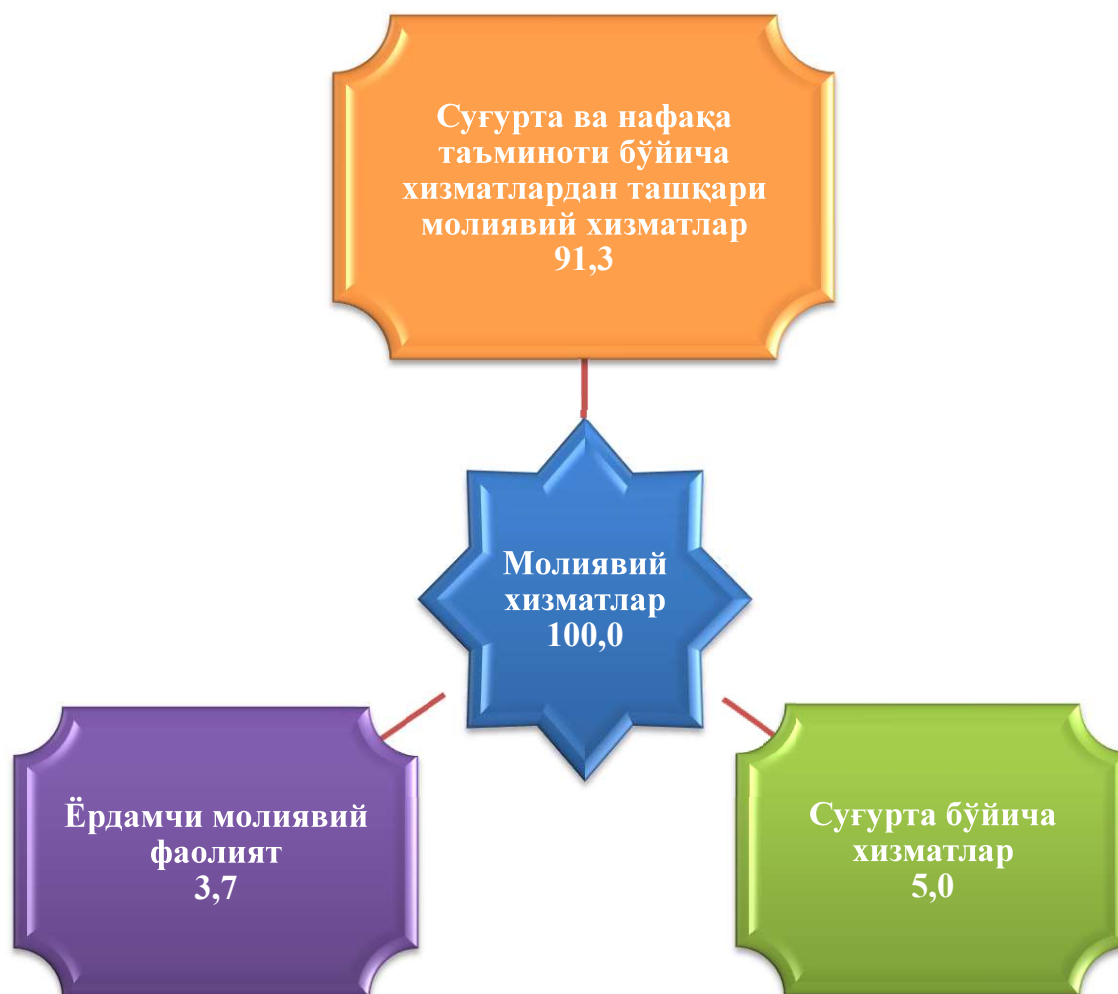 Суғурта ва нафақа
таъминоти бўйича
хизматлардан ташқари
молиявий хизматлар
91,3
Молиявий
хизматлар
100,0
Ёрдамчи молиявий
фаолият
3,7
Суғурта бўйича
хизматлар
5,0